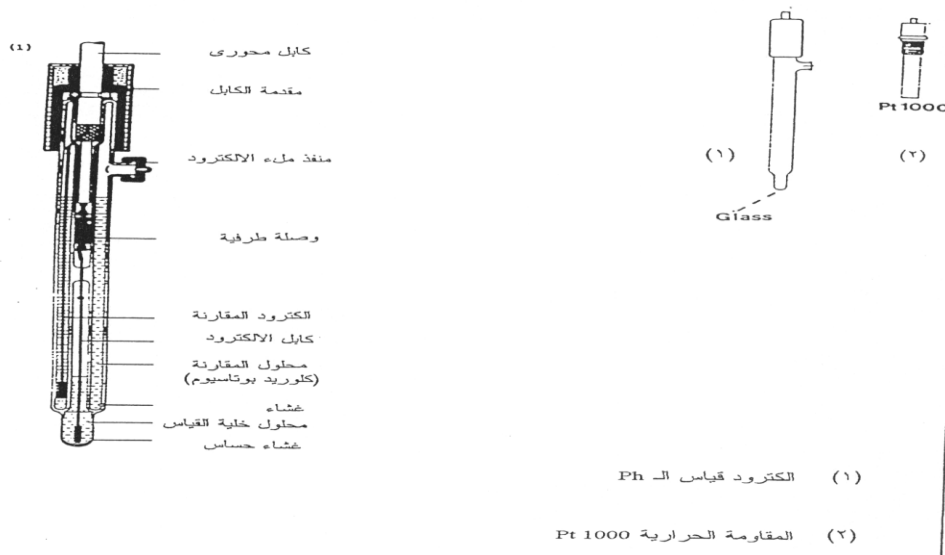 (1)
كابل محورى
مقدمة الكابل
منفذ ملء الالكترود
وصلة طرفية
الكترود المقارنة
كابل الالكترود
محلول المقارنة
(كلوريد بوتاسيوم)
غشاء
محلول خلية القياس
غشاء حساس
Pt 1000
(١)
(٢)
Glass
(١) الكترود قياس الـ Ph
(٢) المقاومة الحرارية Pt 1000